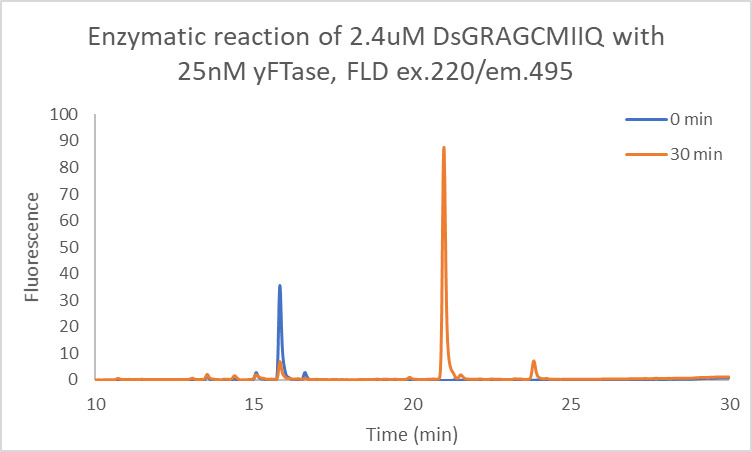 Enzymatic reaction of 2.4uM DsGRAGCMIIQ with
25nM yFTase, FLD ex.220/em.495
100
90
80
70
60
50
40
30
20
10
0
Fluorescence
0 min
30 min
10 15 20 25 30
Time (min)